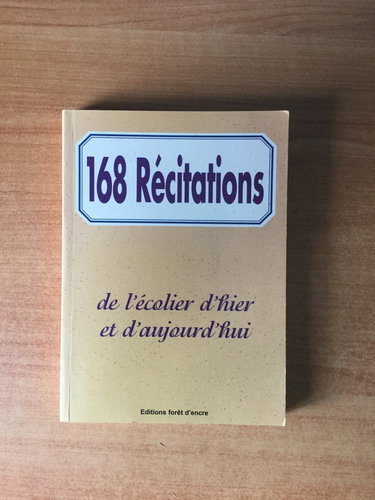 168 Récitations
de l'écolier d'hier
et d'aujourd'hui
Editions forêt d'encre